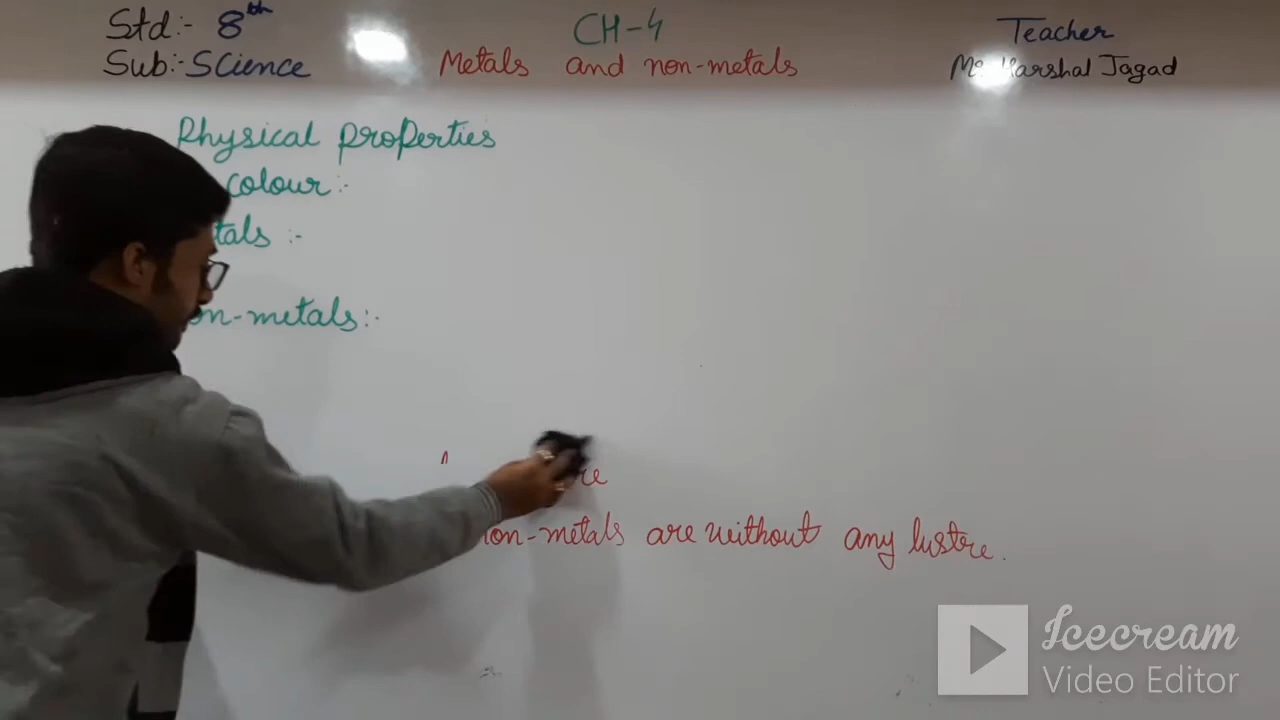 Std:- 8th
Sub:- Science
CH-4
Metals and non-metals
Teacher
Harshal Jagad
Physical properties
colour:-
tals :-
on-metals:-
re
non-metals are without any lustre.
Icecream
Video Editor